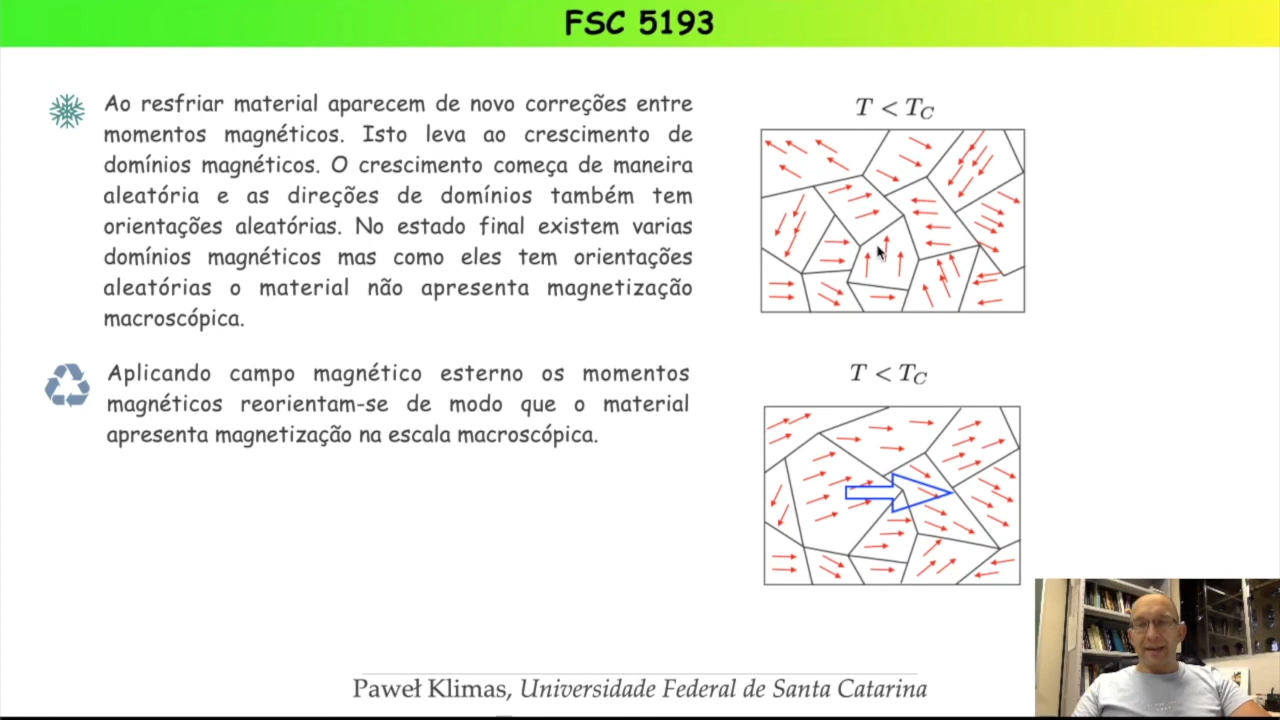 FSC 5193
Ao resfriar material aparecem de novo correções entre
momentos magnéticos. Isto leva ao crescimento de
domínios magnéticos. O crescimento começa de maneira
aleatória e as direções de domínios também tem
orientações aleatórias. No estado final existem varias
domínios magnéticos mas como eles tem orientações
aleatórias o material não apresenta magnetização
macroscópica.
T < T_C
Aplicando campo magnético esterno os momentos
magnéticos reorientam-se de modo que o material
apresenta magnetização na escala macroscópica.
T < T_C
Paweł Klimas, Universidade Federal de Santa Catarina